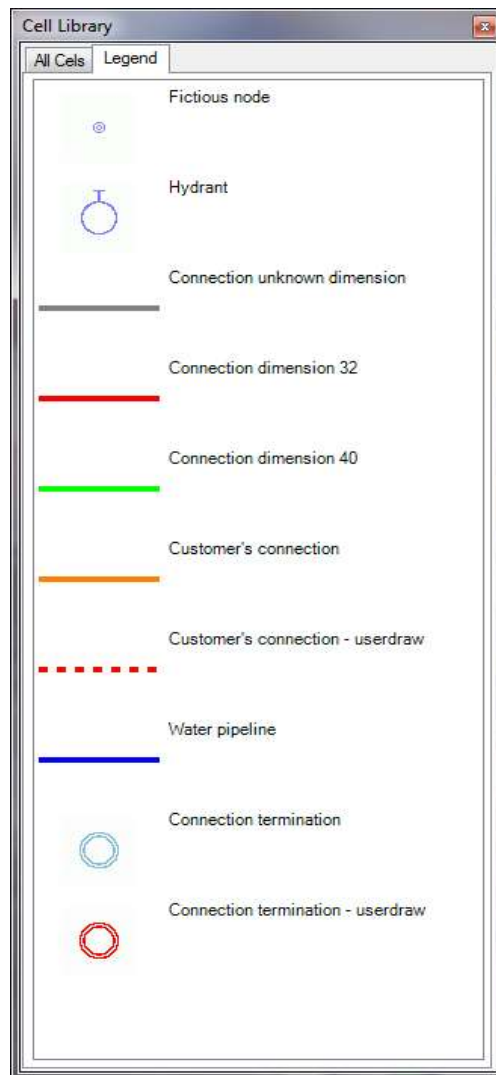 Cell Library
All Cels Legend
Fictious node
Hydrant
Connection unknown dimension
Connection dimension 32
Connection dimension 40
Customer's connection
Customer's connection - userdraw
Water pipeline
Connection termination
Connection termination - userdraw